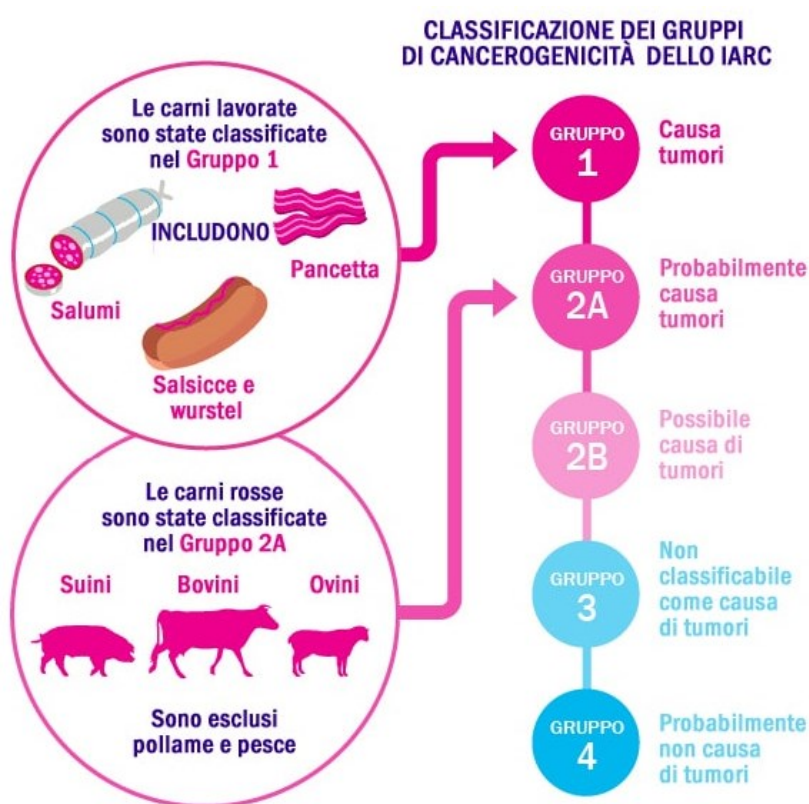 CLASSIFICAZIONE DEI GRUPPI
DI CANCEROGENICITÀ DELLO IARC
Le carni lavorate
sono state classificate
nel Gruppo 1
INCLUDONO
Pancetta
Salumi
Salsicce e
wurstel
Le carni rosse
sono state classificate
nel Gruppo 2A
Suini
Bovini
Ovini
Sono esclusi
pollame e pesce
GRUPPO
1
Causa
tumori
GRUPPO
2A
Probabilmente
causa
tumori
GRUPPO
2B
Possibile
causa di
tumori
GRUPPO
3
Non
classificabile
come causa
di tumori
GRUPPO
4
Probabilmente
non causa
di tumori